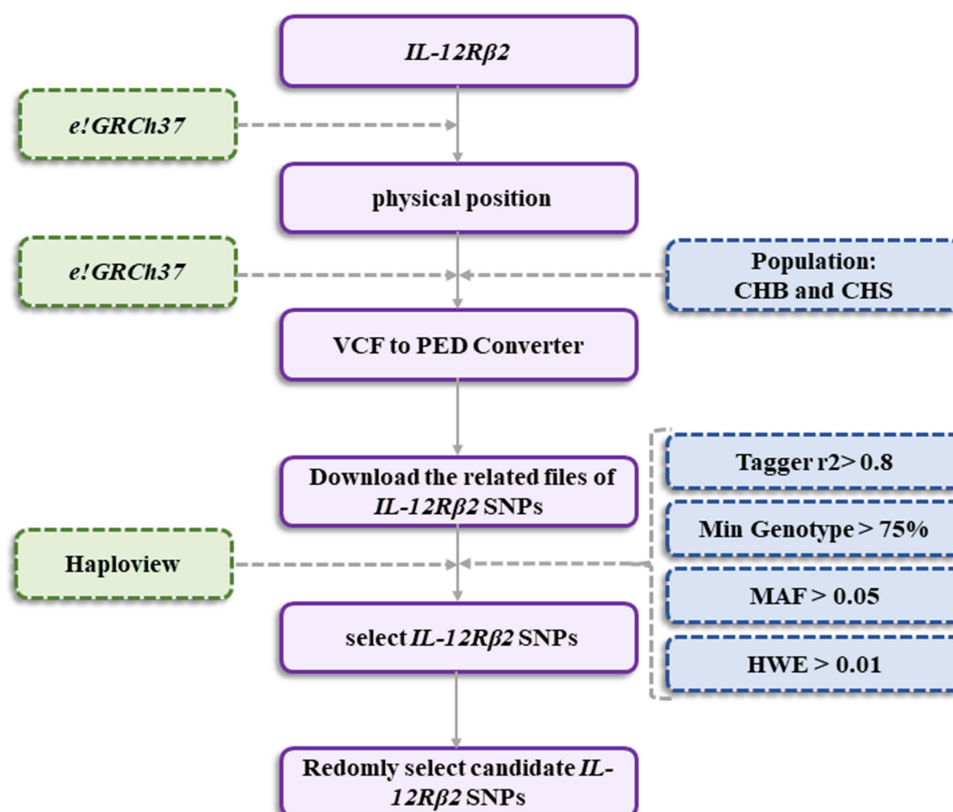 IL-12Rβ2
e!GRCh37
physical position
e!GRCh37
Population:
CHB and CHS
VCF to PED Converter
Tagger r2> 0.8
Download the related files of
IL-12Rβ2 SNPs
Min Genotype > 75%
Haploview
MAF > 0.05
select IL-12Rβ2 SNPs
HWE > 0.01
Redomly select candidate IL-
12Rβ2 SNPs